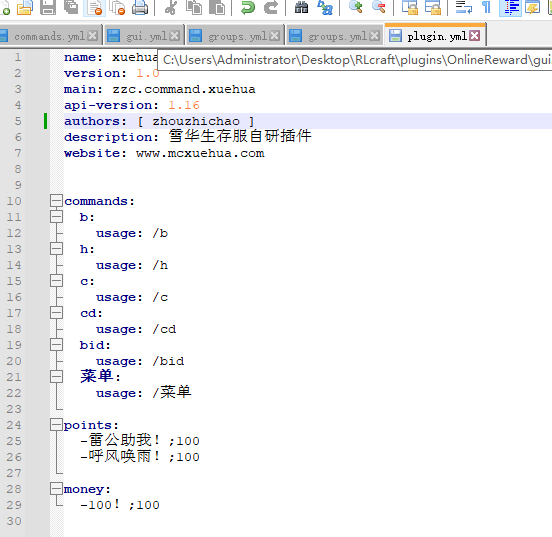 commands.yml gui.yml groups.yml groups.yml plugin.yml
C:\Users\Administrator\Desktop\RLcraft\plugins\OnlineReward\gui
1 name: xuehua
2 version: 1.0
3 main: zzc.command.xuehua
4 api-version: 1.16
5 authors: [ zhouzhichao ]
6 description: 雪华生存服自研插件
7 website: www.mcxuehua.com
8
9
10 commands:
11 b:
12 usage: /b
13 h:
14 usage: /h
15 c:
16 usage: /c
17 cd:
18 usage: /cd
19 bid:
20 usage: /bid
21 菜单:
22 usage: /菜单
23
24 points:
25 -雷公助我！;100
26 -呼风唤雨！;100
27
28 money:
29 -100！;100
30